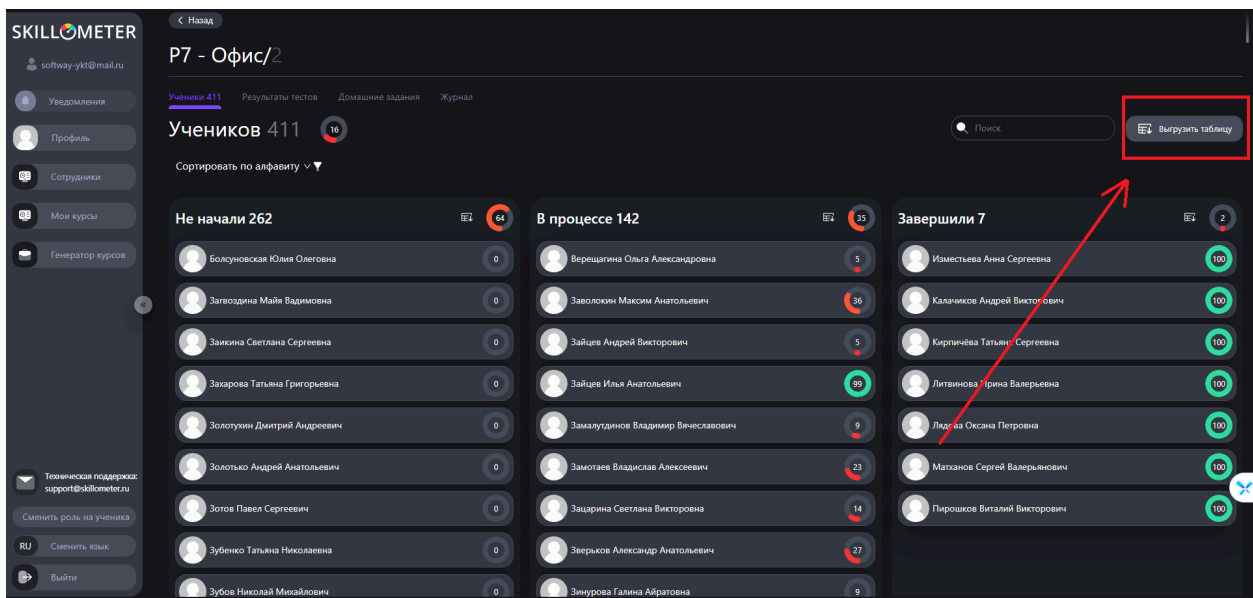 SKILLOMETER
softway-ykt@mail.ru
Уведомления
Профиль
Сотрудники
Мои курсы
Генератор курсов
Техническая поддержка:
support@skillometer.ru
Сменить роль на ученика
RU Сменить язык
Выйти
Назад
Р7 - Офис/2
Ученики 411 Результаты тестов Домашние задания Журнал
Учеников 411 16
Поиск
Выгрузить таблицу
Сортировать по алфавиту
Не начали 262 64
Болсуновская Юлия Олеговна 0
Загвоздина Майя Вадимовна 0
Заикина Светлана Сергеевна 0
Захарова Татьяна Григорьевна 0
Золотухин Дмитрий Андреевич 0
Золотько Андрей Анатольевич 0
Зотов Павел Сергеевич 0
Зубенко Татьяна Николаевна 0
Зубов Николай Михайлович 0
В процессе 142 35
Верещагина Ольга Александровна 5
Заволокин Максим Анатольевич 36
Зайцев Андрей Викторович 5
Зайцев Илья Анатольевич 99
Замалутдинов Владимир Вячеславович 9
Замотаев Владислав Алексеевич 23
Зацарина Светлана Викторовна 14
Зверьков Александр Анатольевич 27
Зинурова Галина Айратовна 9
Завершили 7 2
Изместьева Анна Сергеевна 100
Калачиков Андрей Викторович 100
Кирпичёва Татьяна Сергеевна 100
Литвинова Ирина Валерьевна 100
Лядова Оксана Петровна 100
Матханов Сергей Валерьянович 100
Пирошков Виталий Викторович 100